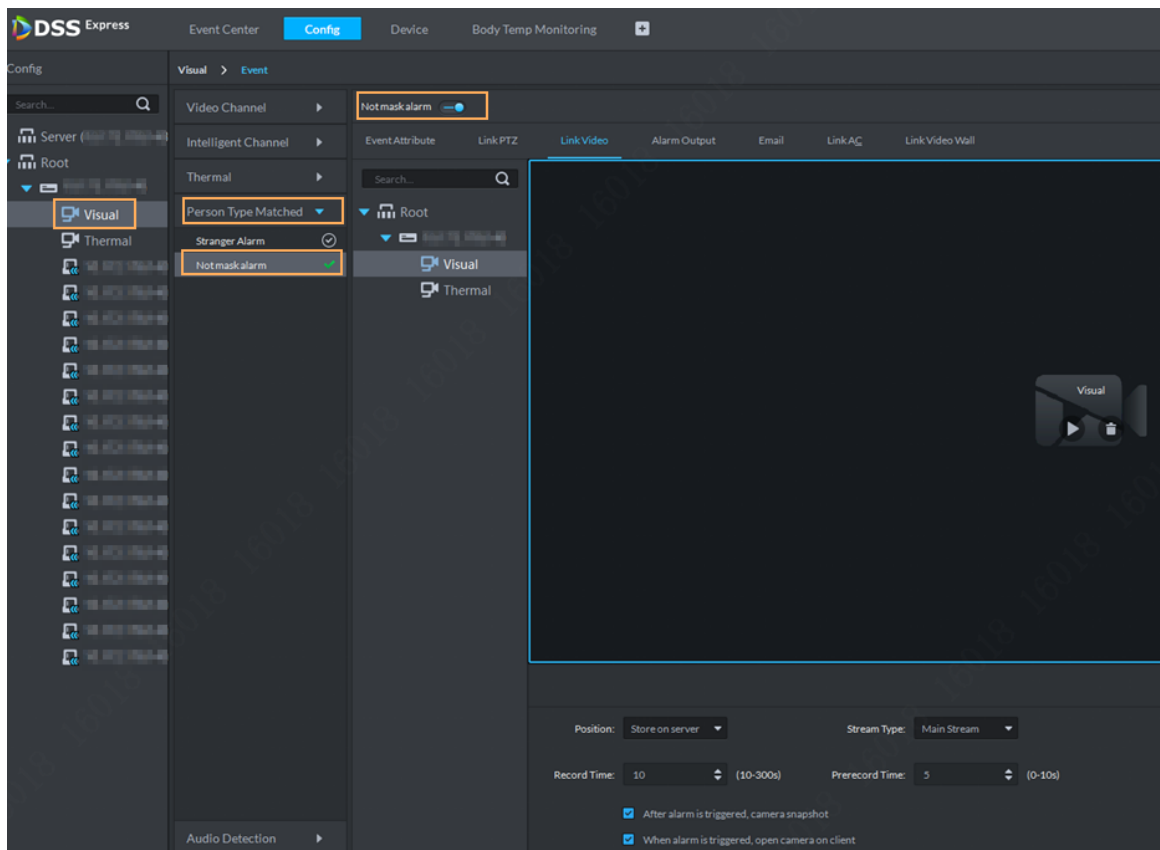 DSS Express
Event Center
Config
Device
Body Temp Monitoring
Config
Visual > Event
Search...
Server (
Root
Visual
Thermal
Video Channel
Intelligent Channel
Thermal
Person Type Matched
Stranger Alarm
Not mask alarm
Audio Detection
Not mask alarm
Event Attribute
Link PTZ
Link Video
Alarm Output
Email
Link AC
Link Video Wall
Search...
Root
Visual
Thermal
Visual
Position: Store on server
Stream Type: Main Stream
Record Time: 10 (10-300s)
Prerecord Time: 5 (0-10s)
After alarm is triggered, camera snapshot
When alarm is triggered, open camera on client
16018 16018